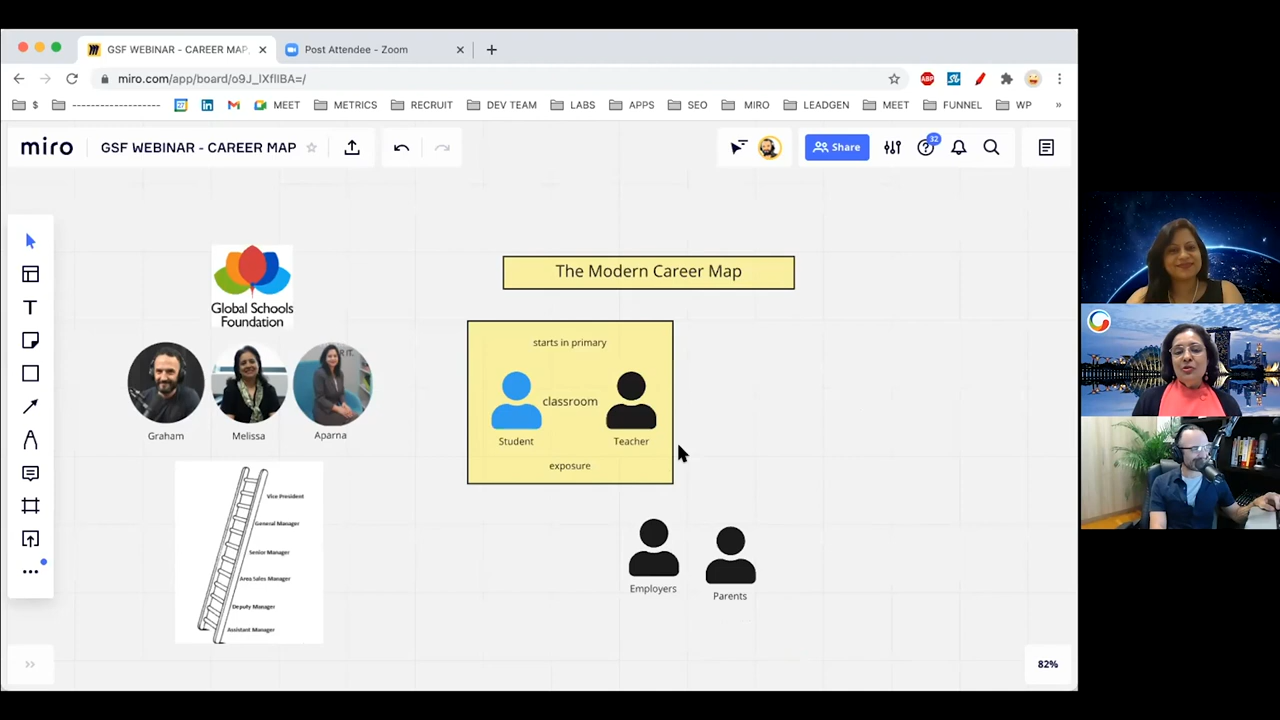 GSF WEBINAR - CAREER MAP
Post Attendee - Zoom
miro.com/app/board/o9J_lXflIBA=/
ABP
$
--------------------
MEET
METRICS
RECRUIT
DEV TEAM
LABS
APPS
SEO
MIRO
LEADGEN
MEET
FUNNEL
WP
»
miro
GSF WEBINAR - CAREER MAP
Share
32
Global Schools
Foundation
The Modern Career Map
starts in primary
classroom
Student
Teacher
exposure
Graham
Melissa
Aparna
Vice President
General Manager
Senior Manager
Area Sales Manager
Deputy Manager
Assistant Manager
Employers
Parents
82%